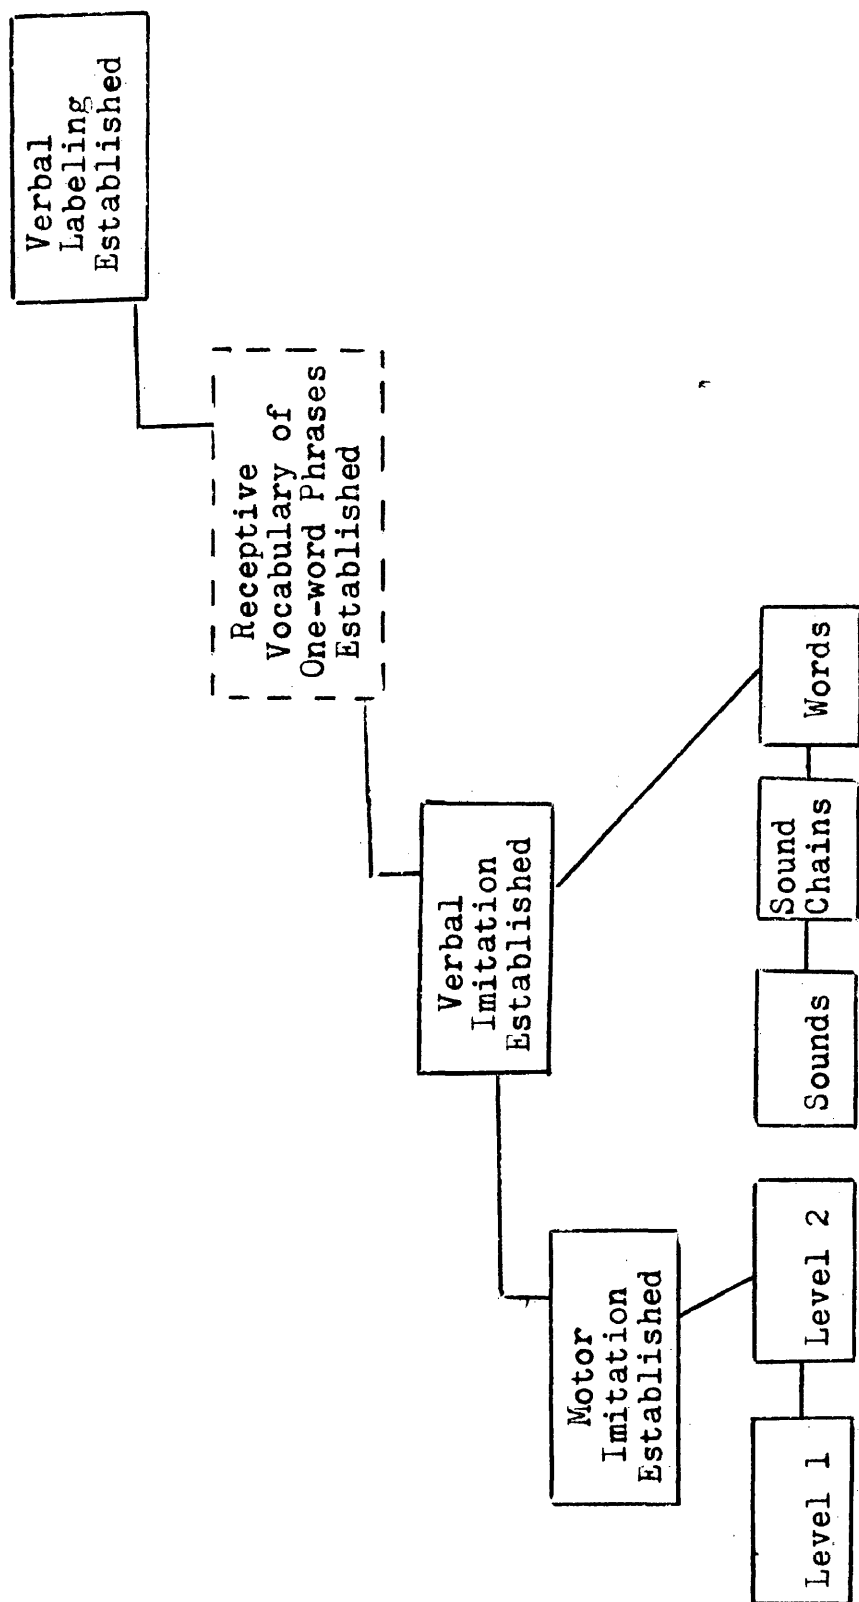 Verbal
Labeling
Established
Receptive
Vocabulary of
One-word Phrases
Established
Verbal
Imitation
Established
Motor
Imitation
Established
Level 1
Level 2
Sounds
Sound
Chains
Words